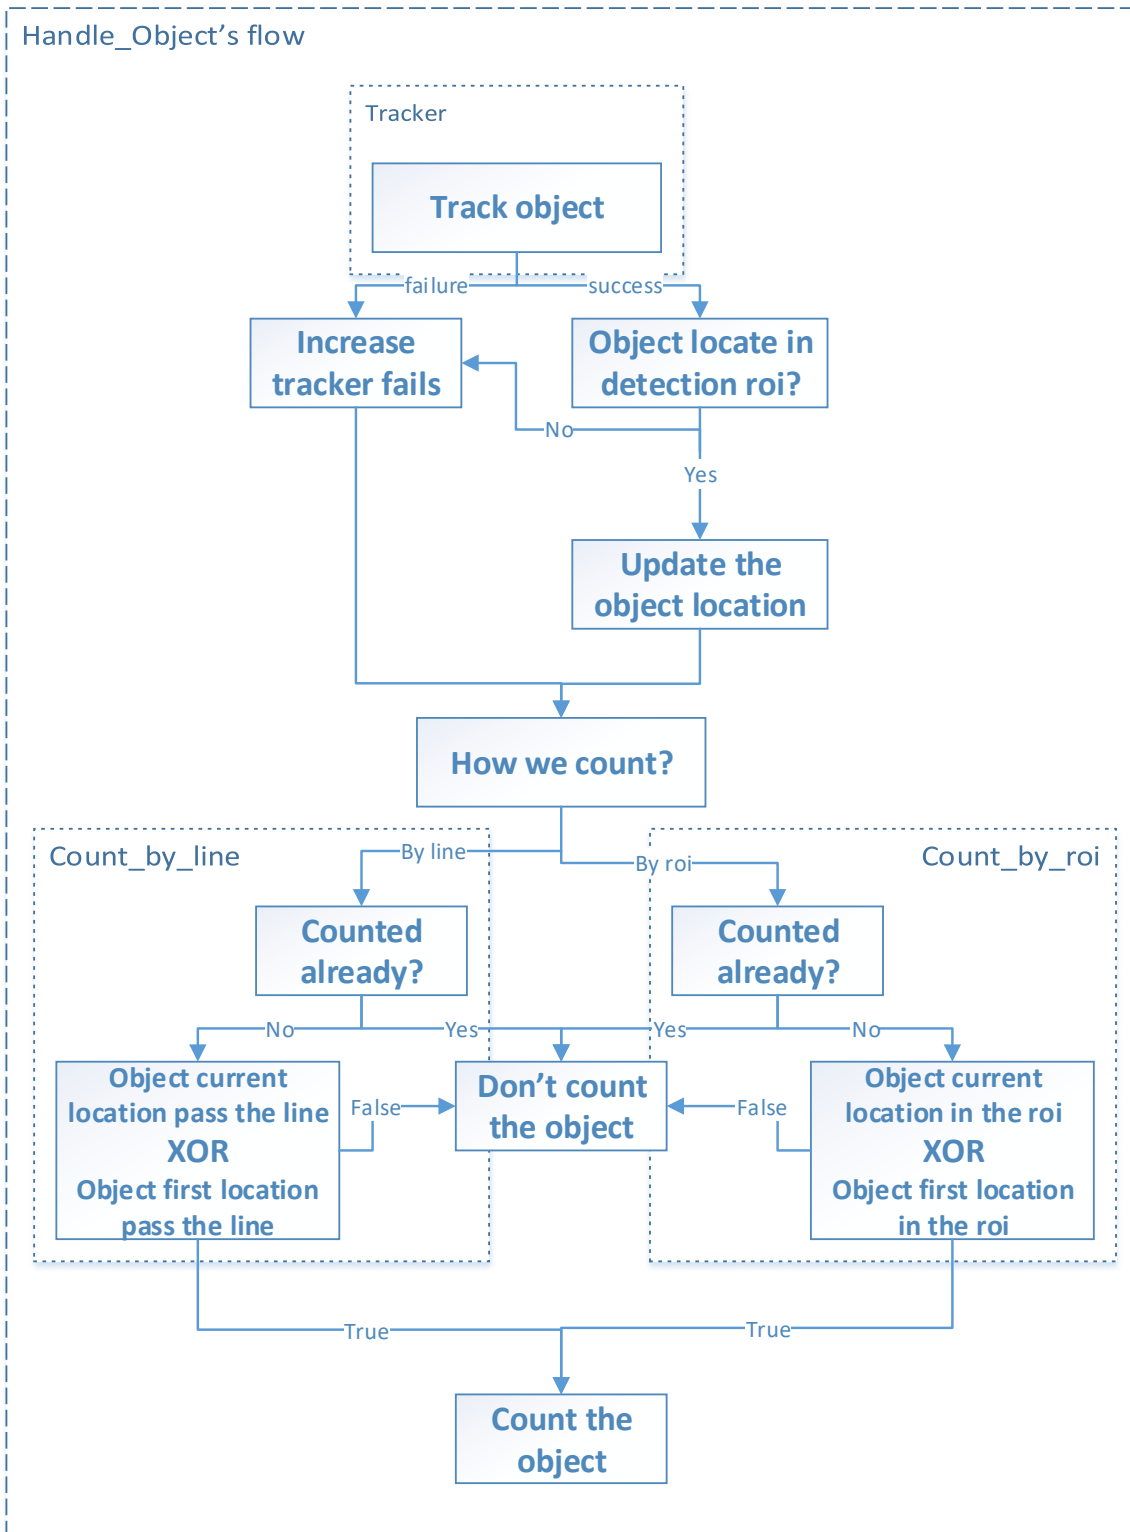 Handle_Object's flow
Tracker
Track object
failure
success
Increase
tracker fails
Object locate in
detection roi?
No
Yes
Update the
object location
How we count?
Count_by_line
By line
By roi
Count_by_roi
Counted
already?
Counted
already?
No
Yes
Yes
No
Object current
location pass the line
XOR
Object first location
pass the line
False
Don't count
the object
False
Object current
location in the roi
XOR
Object first location
in the roi
True
True
Count the
object